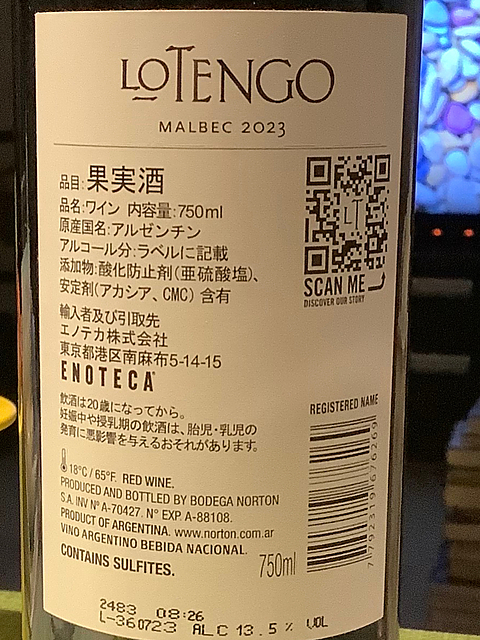 LOTENGO
MALBEC 2023
品目:果実酒
品名:ワイン 内容量:750ml
原産国名:アルゼンチン
アルコール分:ラベルに記載
添加物:酸化防止剤(亜硫酸塩)、
安定剤(アカシア、CMC) 含有
LT
SCAN ME
DISCOVER OUR STORY
輸入者及び引取先
エノテカ株式会社
東京都港区南麻布5-14-15
ENOTECA
飲酒は20歳になってから。
妊娠中や授乳期の飲酒は、胎児・乳児の
発育に悪影響を与えるおそれがあります。
REGISTERED NAME
18°C / 65°F. RED WINE.
PRODUCED AND BOTTLED BY BODEGA NORTON
S.A. INV Nº A-70427. N° EXP. A-88108.
PRODUCT OF ARGENTINA. www.norton.com.ar
VINO ARGENTINO BEBIDA NACIONAL.
CONTAINS SULFITES.
750ml
7792319676269
2483 08:26
L-360723 ALC 13.5 % VOL